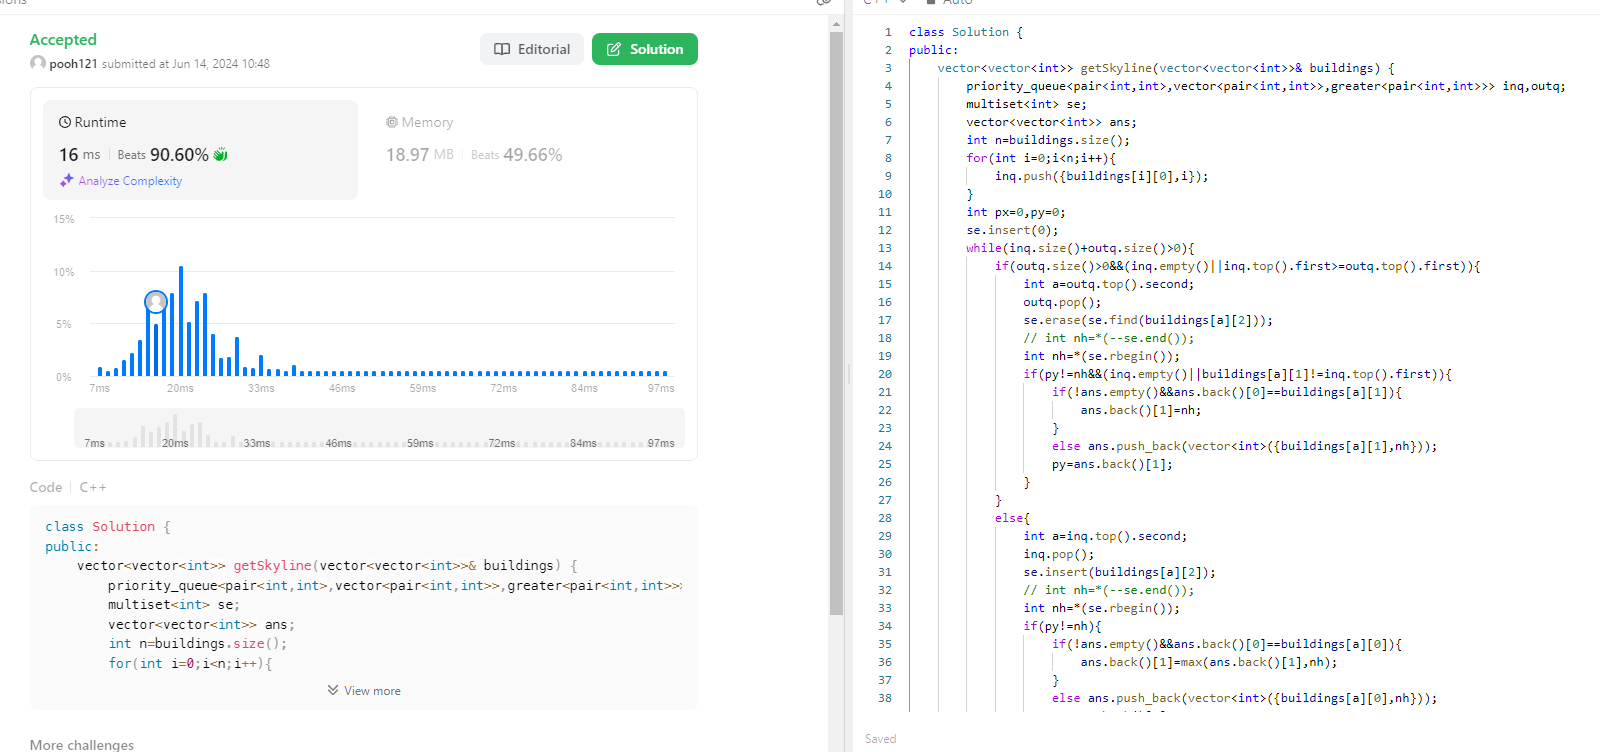 Accepted
pooh121 submitted at Jun 14, 2024 10:48
Editorial
Solution
Runtime
16 ms | Beats 90.60%
Analyze Complexity
Memory
18.97 MB | Beats 49.66%
15%
10%
5%
0%
7ms 20ms 33ms 46ms 59ms 72ms 84ms 97ms
7ms 20ms 33ms 46ms 59ms 72ms 84ms 97ms
Code | C++
class Solution {
public:
    vector<vector<int>> getSkyline(vector<vector<int>>& buildings) {
        priority_queue<pair<int,int>,vector<pair<int,int>>,greater<pair<int,int>>>
        multiset<int> se;
        vector<vector<int>> ans;
        int n=buildings.size();
        for(int i=0;i<n;i++){
View more
More challenges
Auto
1 class Solution {
2 public:
3     vector<vector<int>> getSkyline(vector<vector<int>>& buildings) {
4         priority_queue<pair<int,int>,vector<pair<int,int>>,greater<pair<int,int>>> inq,outq;
5         multiset<int> se;
6         vector<vector<int>> ans;
7         int n=buildings.size();
8         for(int i=0;i<n;i++){
9             inq.push({buildings[i][0],i});
10         }
11         int px=0,py=0;
12         se.insert(0);
13         while(inq.size()+outq.size()>0){
14             if(outq.size()>0&&(inq.empty()||inq.top().first>=outq.top().first)){
15                 int a=outq.top().second;
16                 outq.pop();
17                 se.erase(se.find(buildings[a][2]));
18                 // int nh=*(--se.end());
19                 int nh=*(se.rbegin());
20                 if(py!=nh&&(inq.empty()||buildings[a][1]!=inq.top().first)){
21                     if(!ans.empty()&&ans.back()[0]==buildings[a][1]){
22                         ans.back()[1]=nh;
23                     }
24                     else ans.push_back(vector<int>({buildings[a][1],nh}));
25                     py=ans.back()[1];
26                 }
27             }
28             else{
29                 int a=inq.top().second;
30                 inq.pop();
31                 se.insert(buildings[a][2]);
32                 // int nh=*(--se.end());
33                 int nh=*(se.rbegin());
34                 if(py!=nh){
35                     if(!ans.empty()&&ans.back()[0]==buildings[a][0]){
36                         ans.back()[1]=max(ans.back()[1],nh);
37                     }
38                     else ans.push_back(vector<int>({buildings[a][0],nh}));
Saved